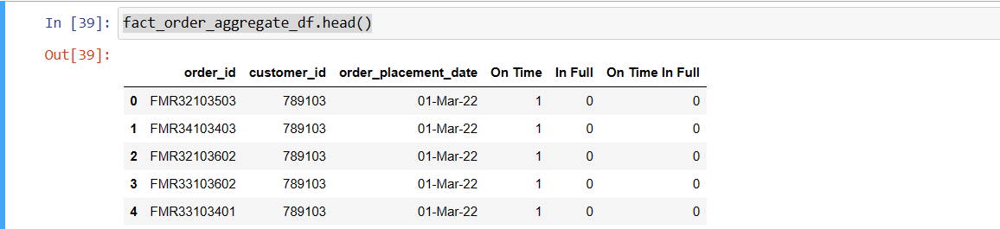 In [39]: fact_order_aggregate_df.head()
Out[39]:
order_id customer_id order_placement_date On Time In Full On Time In Full
0 FMR32103503 789103 01-Mar-22 1 0 0
1 FMR34103403 789103 01-Mar-22 1 0 0
2 FMR32103602 789103 01-Mar-22 1 0 0
3 FMR33103602 789103 01-Mar-22 1 0 0
4 FMR33103401 789103 01-Mar-22 1 0 0